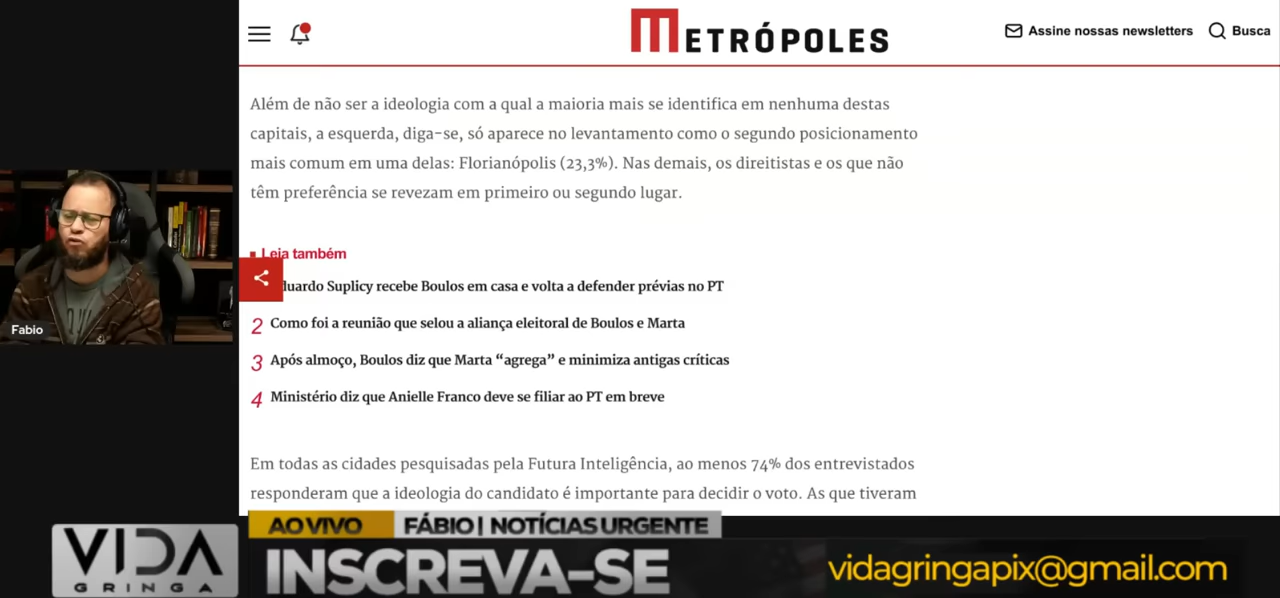 METRÓPOLES
Assine nossas newsletters
Busca
Além de não ser a ideologia com a qual a maioria mais se identifica em nenhuma destas
capitais, a esquerda, diga-se, só aparece no levantamento como o segundo posicionamento
mais comum em uma delas: Florianópolis (23,3%). Nas demais, os direitistas e os que não
têm preferência se revezam em primeiro ou segundo lugar.
Leia também
duardo Suplicy recebe Boulos em casa e volta a defender prévias no PT
2 Como foi a reunião que selou a aliança eleitoral de Boulos e Marta
3 Após almoço, Boulos diz que Marta “agrega” e minimiza antigas críticas
4 Ministério diz que Anielle Franco deve se filiar ao PT em breve
Em todas as cidades pesquisadas pela Futura Inteligência, ao menos 74% dos entrevistados
responderam que a ideologia do candidato é importante para decidir o voto. As que tiveram
Fabio
VIDA
GRINGA
AO VIVO
FÁBIO | NOTÍCIAS URGENTE
INSCREVA-SE
vidagringapix@gmail.com